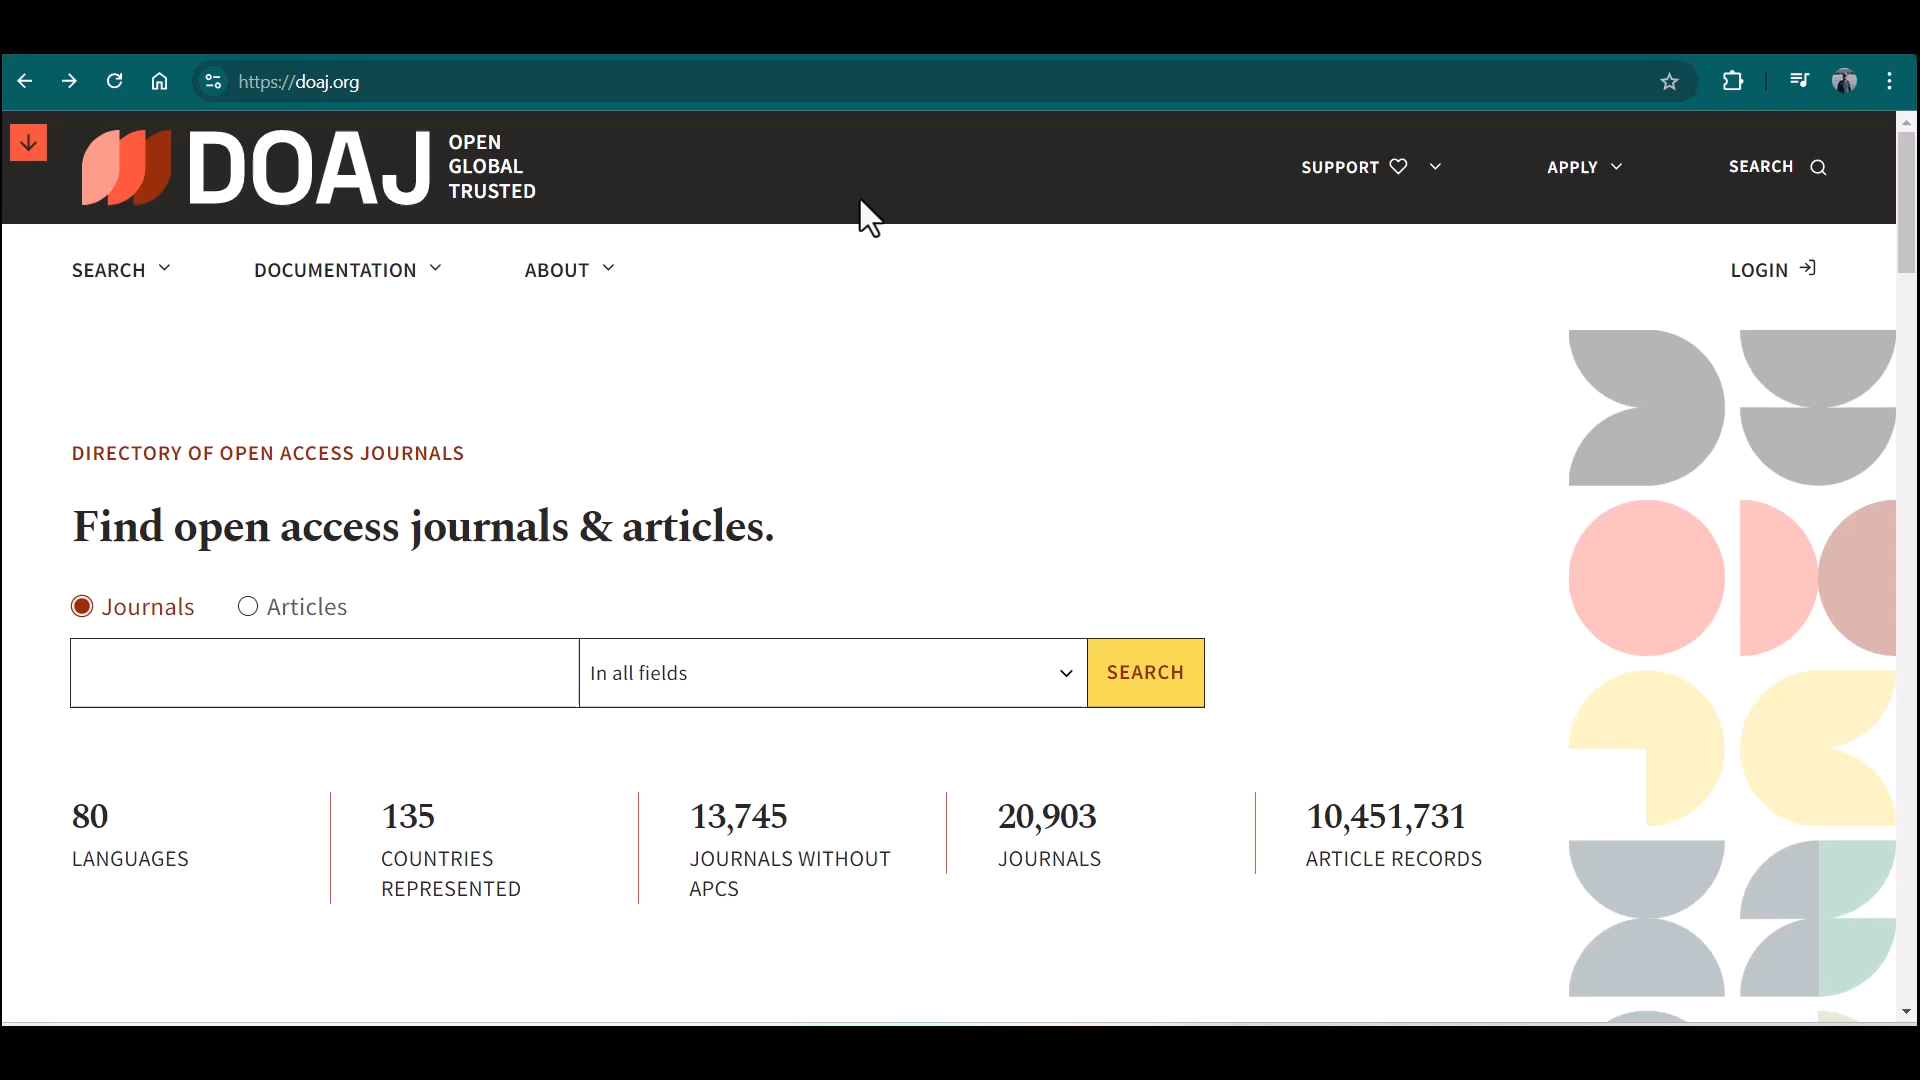 https://doaj.org
DOAJ
OPEN
GLOBAL
TRUSTED
SUPPORT
APPLY
SEARCH
SEARCH
DOCUMENTATION
ABOUT
LOGIN
DIRECTORY OF OPEN ACCESS JOURNALS
Find open access journals & articles.
Journals
Articles
In all fields
SEARCH
80
LANGUAGES
135
COUNTRIES
REPRESENTED
13,745
JOURNALS WITHOUT
APCS
20,903
JOURNALS
10,451,731
ARTICLE RECORDS